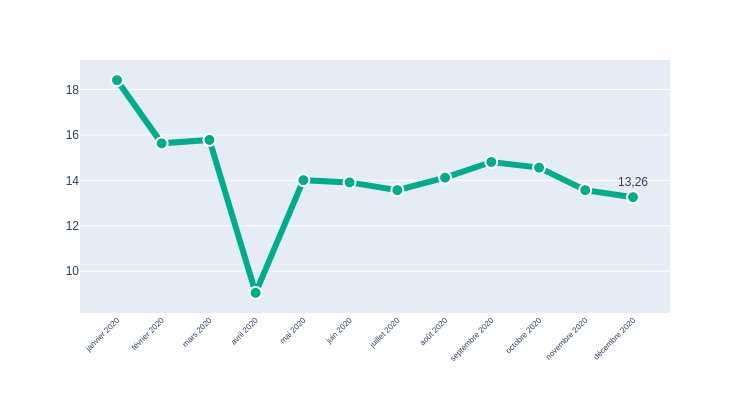 18
16
14
12
10
13,26
janvier 2020
février 2020
mars 2020
avril 2020
mai 2020
juin 2020
juillet 2020
août 2020
septembre 2020
octobre 2020
novembre 2020
décembre 2020